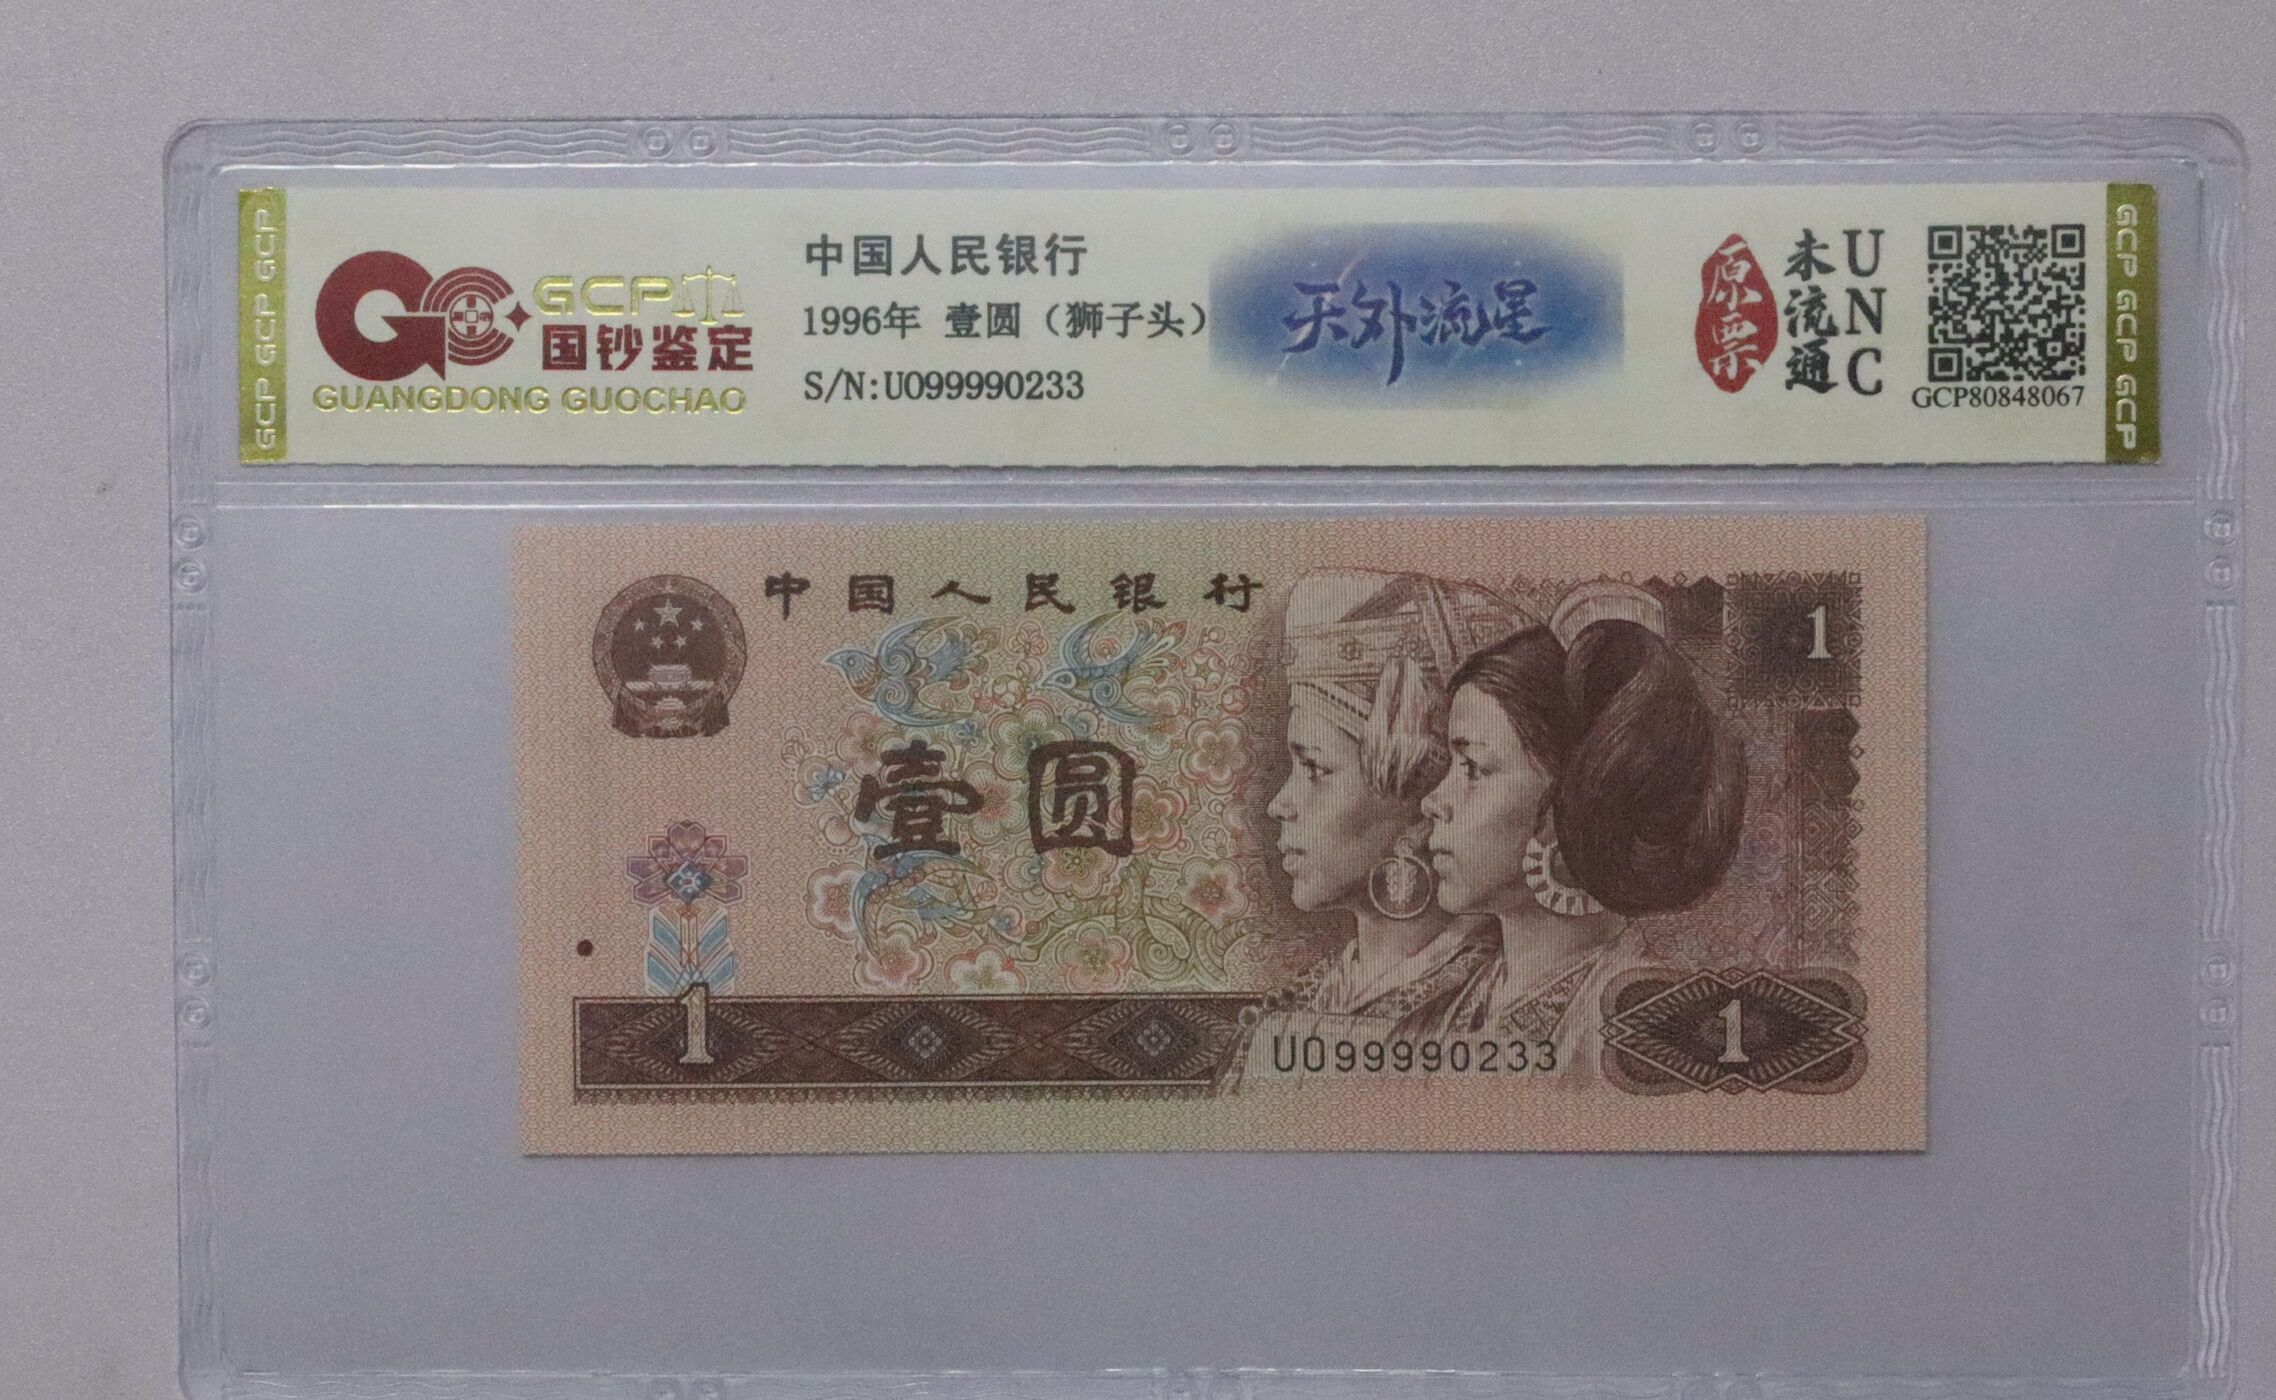 GCP GCP GCP
GCP
国钞鉴定
GUANGDONG GUOCHAO
中国人民银行
1996年 壹圆（狮子头）
S/N:UO99990233
天外流星
原票
未流通
UNC
GCP80848067
GCP GCP GCP
中国人民银行
1
壹圆
1
UO99990233
1